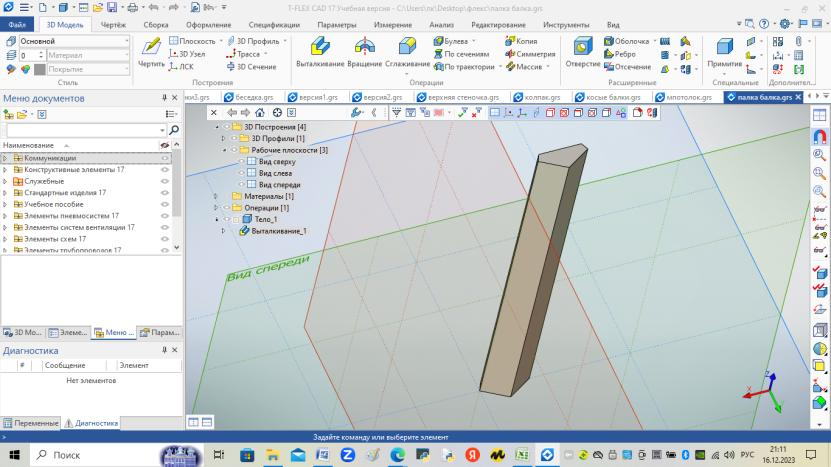 T-FLEX CAD 17 Учебная версия - C:\Users\пк\Desktop\флекс\палка балка.grs
Файл 3D Модель Чертёж Сборка Оформление Спецификации Параметры Измерение Анализ Редактирование Инструменты Вид
Основной
0 Материал
Покрытие
Стиль
Чертить
Плоскость 3D Профиль
3D Узел Трасса
ЛСК 3D Сечение
Построения
Выталкивание Вращение Сглаживание
Булева Копия
По сечениям Симметрия
По траектории Массив
Операции
Отверстие
Оболочка
Ребро
Отсечение
Расширенные
Примитив
Специальные
Дополнител...
Меню документов
беседка.grs версия1.grs версия2.grs верхняя стеночка.grs колпак.grs косые балки.grs мпотолок.grs палка балка.grs
Наименование
Коммуникации
Конструктивные элементы 17
Служебные
Стандартные изделия 17
Учебное пособие
Элементы пневмосистем 17
Элементы систем вентиляции 17
Элементы схем 17
Элементы трубопроводов 17
3D Построения [4]
3D Профили [1]
Рабочие плоскости [3]
Вид сверху
Вид слева
Вид спереди
Материалы [1]
Операции [1]
Тело_1
Выталкивание_1
Вид спереди
3D Мо... Элеме... Меню ... Парам...
Диагностика
# Сообщение Элемент
Нет элементов
Переменные Диагностика
> Задайте команду или выберите элемент
Поиск
РУС
21:11
16.12.2023